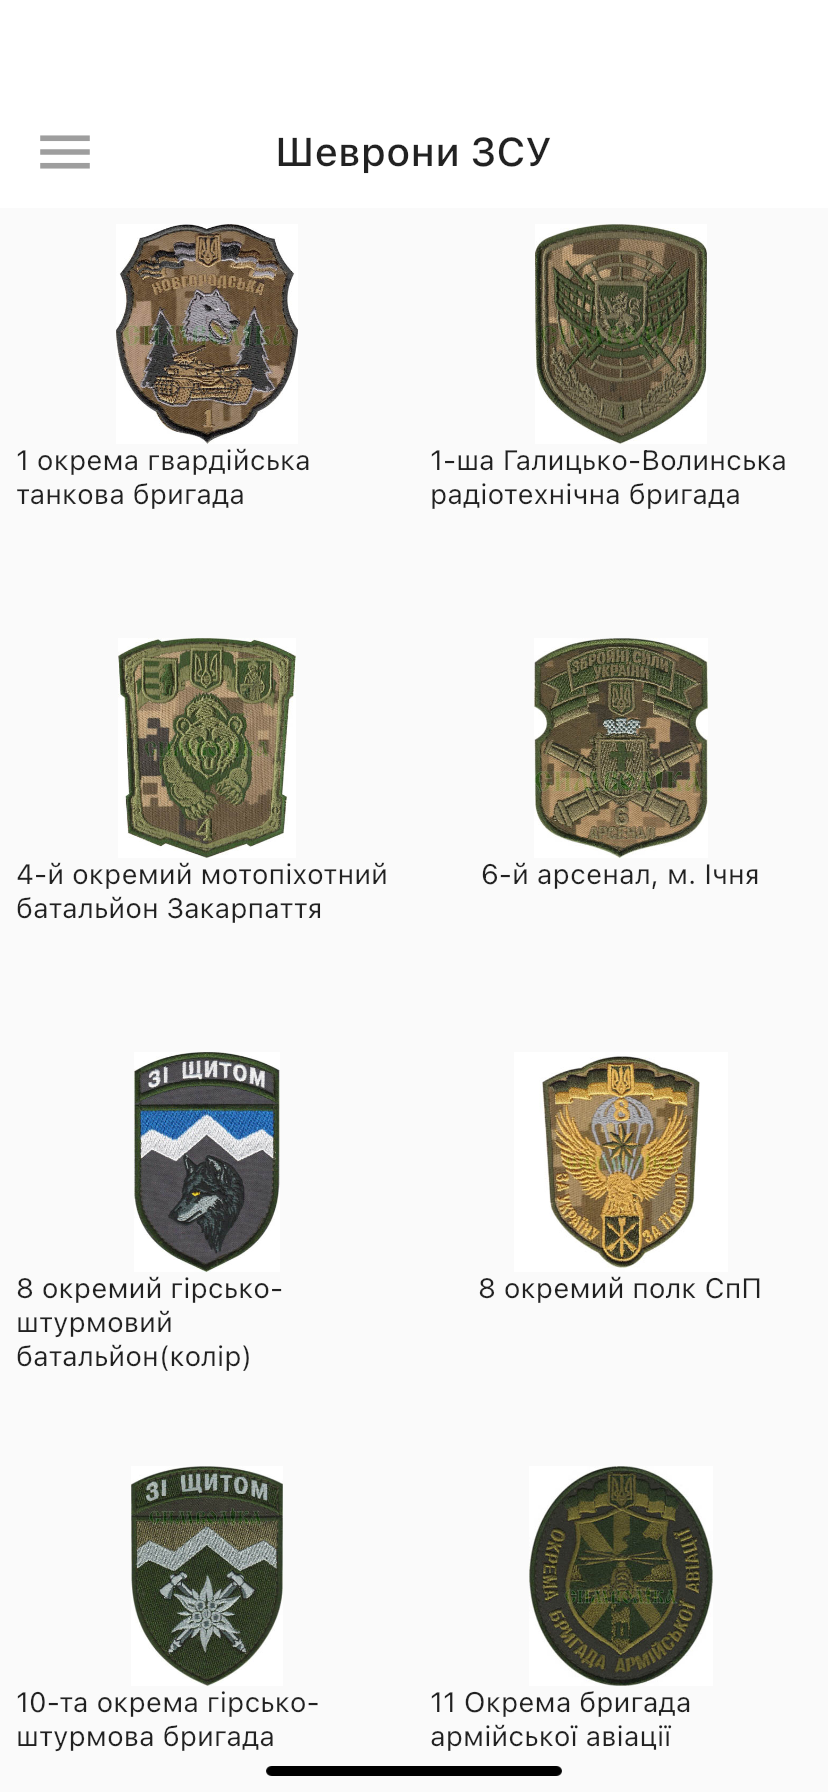 Шеврони ЗСУ
НОВГОРОДСЬКА
1
1
1 окрема гвардійська
танкова бригада
1-ша Галицько-Волинська
радіотехнічна бригада
4
ЗБРОЙНІ СИЛИ
УКРАЇНИ
6
АРСЕНАЛ
4-й окремий мотопіхотний
батальйон Закарпаття
6-й арсенал, м. Ічня
ЗІ ЩИТОМ
8
ЗА УКРАЇНУ
ЗА ЇЇ ВОЛЮ
8 окремий гірсько-
штурмовий
батальйон(колір)
8 окремий полк СпП
ЗІ ЩИТОМ
ОКРЕМА БРИГАДА АРМІЙСЬКОЇ АВІАЦІЇ
11
10-та окрема гірсько-
штурмова бригада
11 Окрема бригада
армійської авіації